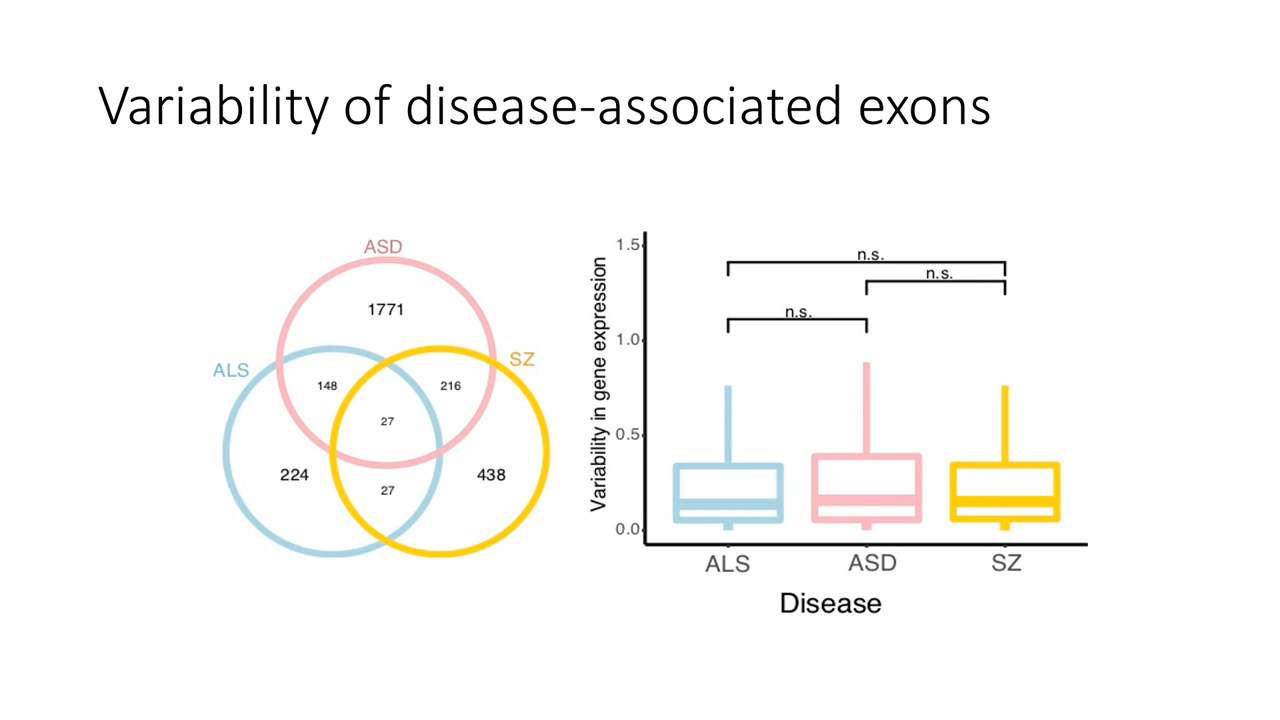 Variability of disease-associated exons
ASD
1771
ALS
SZ
148
216
27
224
438
27
Variability in gene expression
1.5
1.0
0.5
0.0
n.s.
n.s.
n.s.
ALS
ASD
SZ
Disease